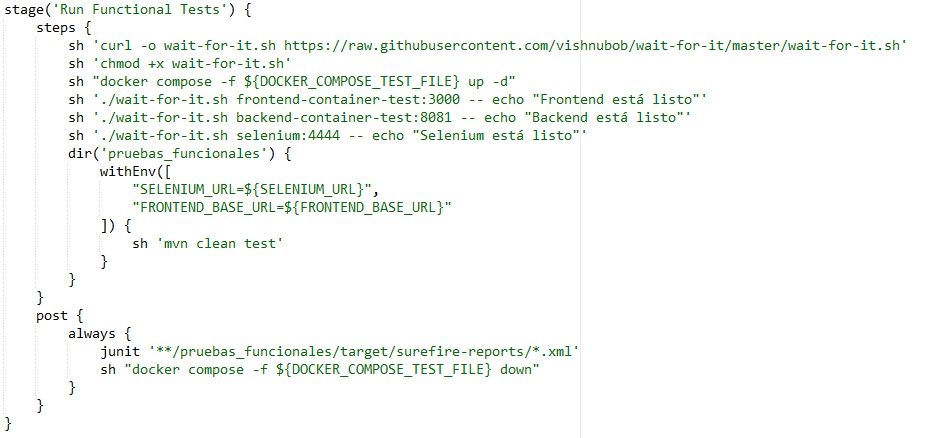 stage('Run Functional Tests') {
    steps {
        sh 'curl -o wait-for-it.sh https://raw.githubusercontent.com/vishnubob/wait-for-it/master/wait-for-it.sh'
        sh 'chmod +x wait-for-it.sh'
        sh "docker compose -f ${DOCKER_COMPOSE_TEST_FILE} up -d"
        sh './wait-for-it.sh frontend-container-test:3000 -- echo "Frontend está listo"'
        sh './wait-for-it.sh backend-container-test:8081 -- echo "Backend está listo"'
        sh './wait-for-it.sh selenium:4444 -- echo "Selenium está listo"'
        dir('pruebas_funcionales') {
            withEnv([
                "SELENIUM_URL=${SELENIUM_URL}",
                "FRONTEND_BASE_URL=${FRONTEND_BASE_URL}"
            ]) {
                sh 'mvn clean test'
            }
        }
    }
    post {
        always {
            junit '**/pruebas_funcionales/target/surefire-reports/*.xml'
            sh "docker compose -f ${DOCKER_COMPOSE_TEST_FILE} down"
        }
    }
}